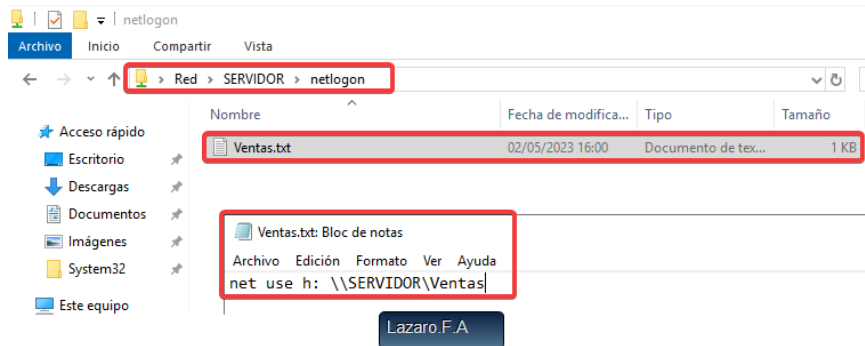 netlogon
Archivo Inicio Compartir Vista
Red > SERVIDOR > netlogon
Nombre Fecha de modifica... Tipo Tamaño
Acceso rápido
Ventas.txt 02/05/2023 16:00 Documento de tex... 1 KB
Escritorio
Descargas
Documentos
Imágenes
System32
Este equipo
Ventas.txt: Bloc de notas
Archivo Edición Formato Ver Ayuda
net use h: \\SERVIDOR\Ventas
Lazaro.F.A